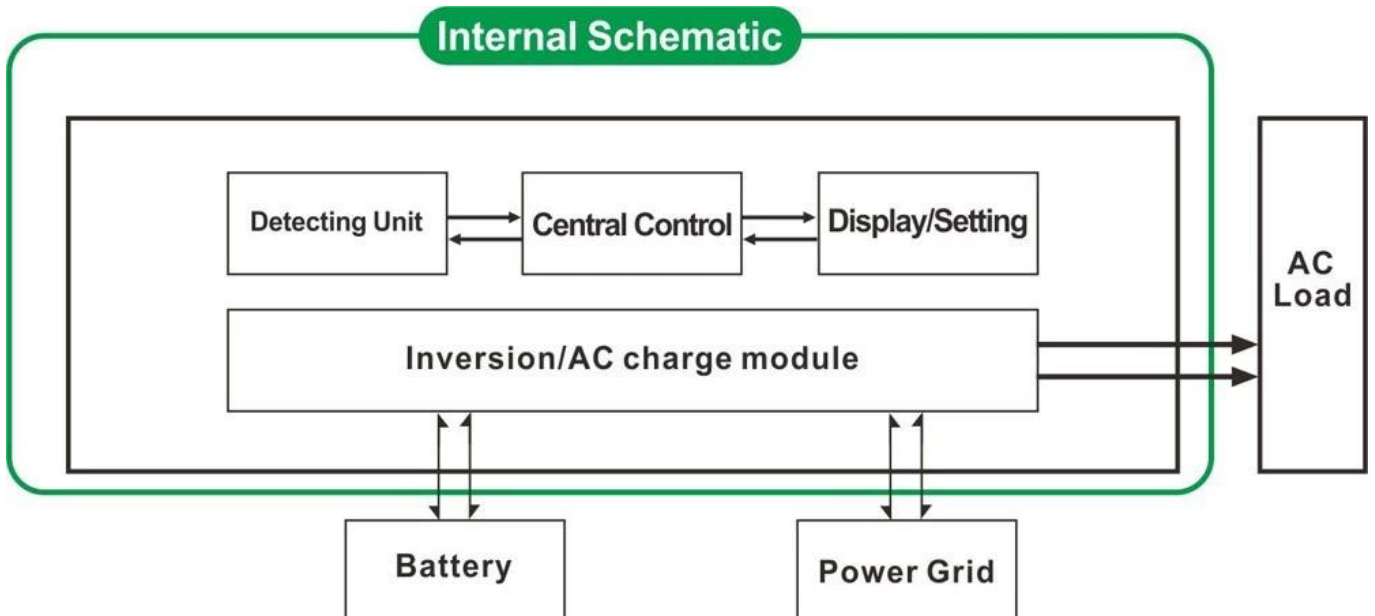 Internal Schematic
Detecting Unit
Central Control
Display/Setting
AC
Load
Inversion/AC charge module
Battery
Power Grid